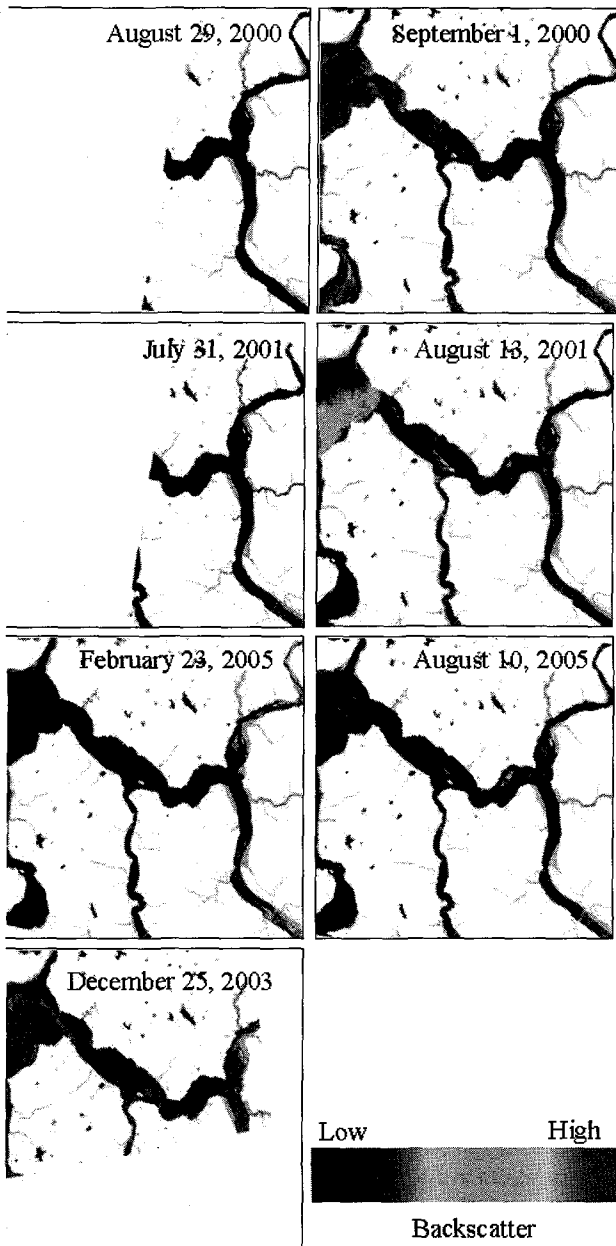 August 29, 2000
September 1, 2000
July 31, 2001
August 13, 2001
February 23, 2005
August 10, 2005
December 25, 2003
Low
High
Backscatter